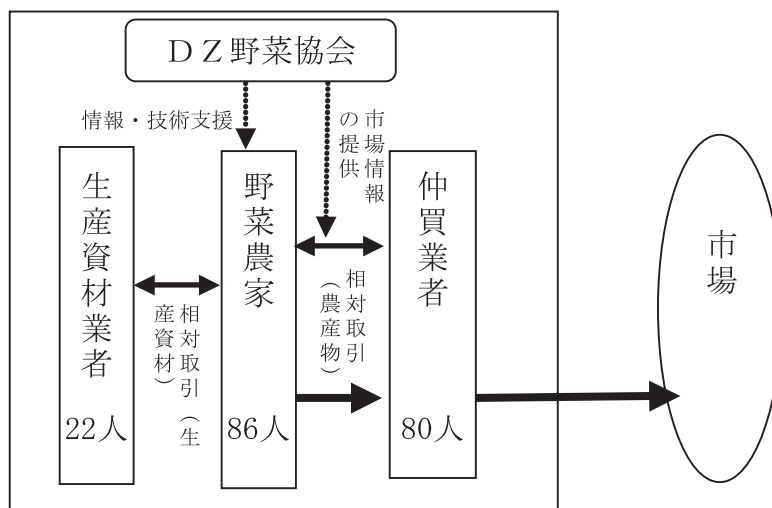 DZ野菜協会
情報・技術支援
市場情報
の提供
生産資材業者
22人
相対取引（生
産資材）
野菜農家
86人
相対取引
（農産物）
仲買業者
80人
市場